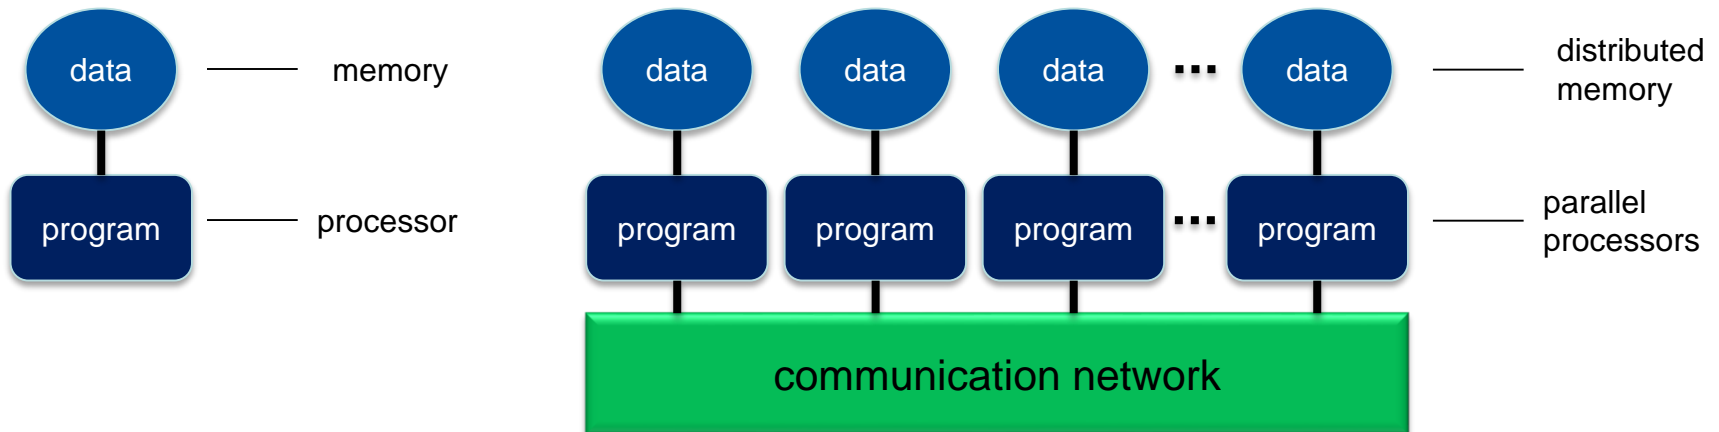 data
memory
program
processor
data data data ... data
distributed
memory
program program program ... program
parallel
processors
communication network